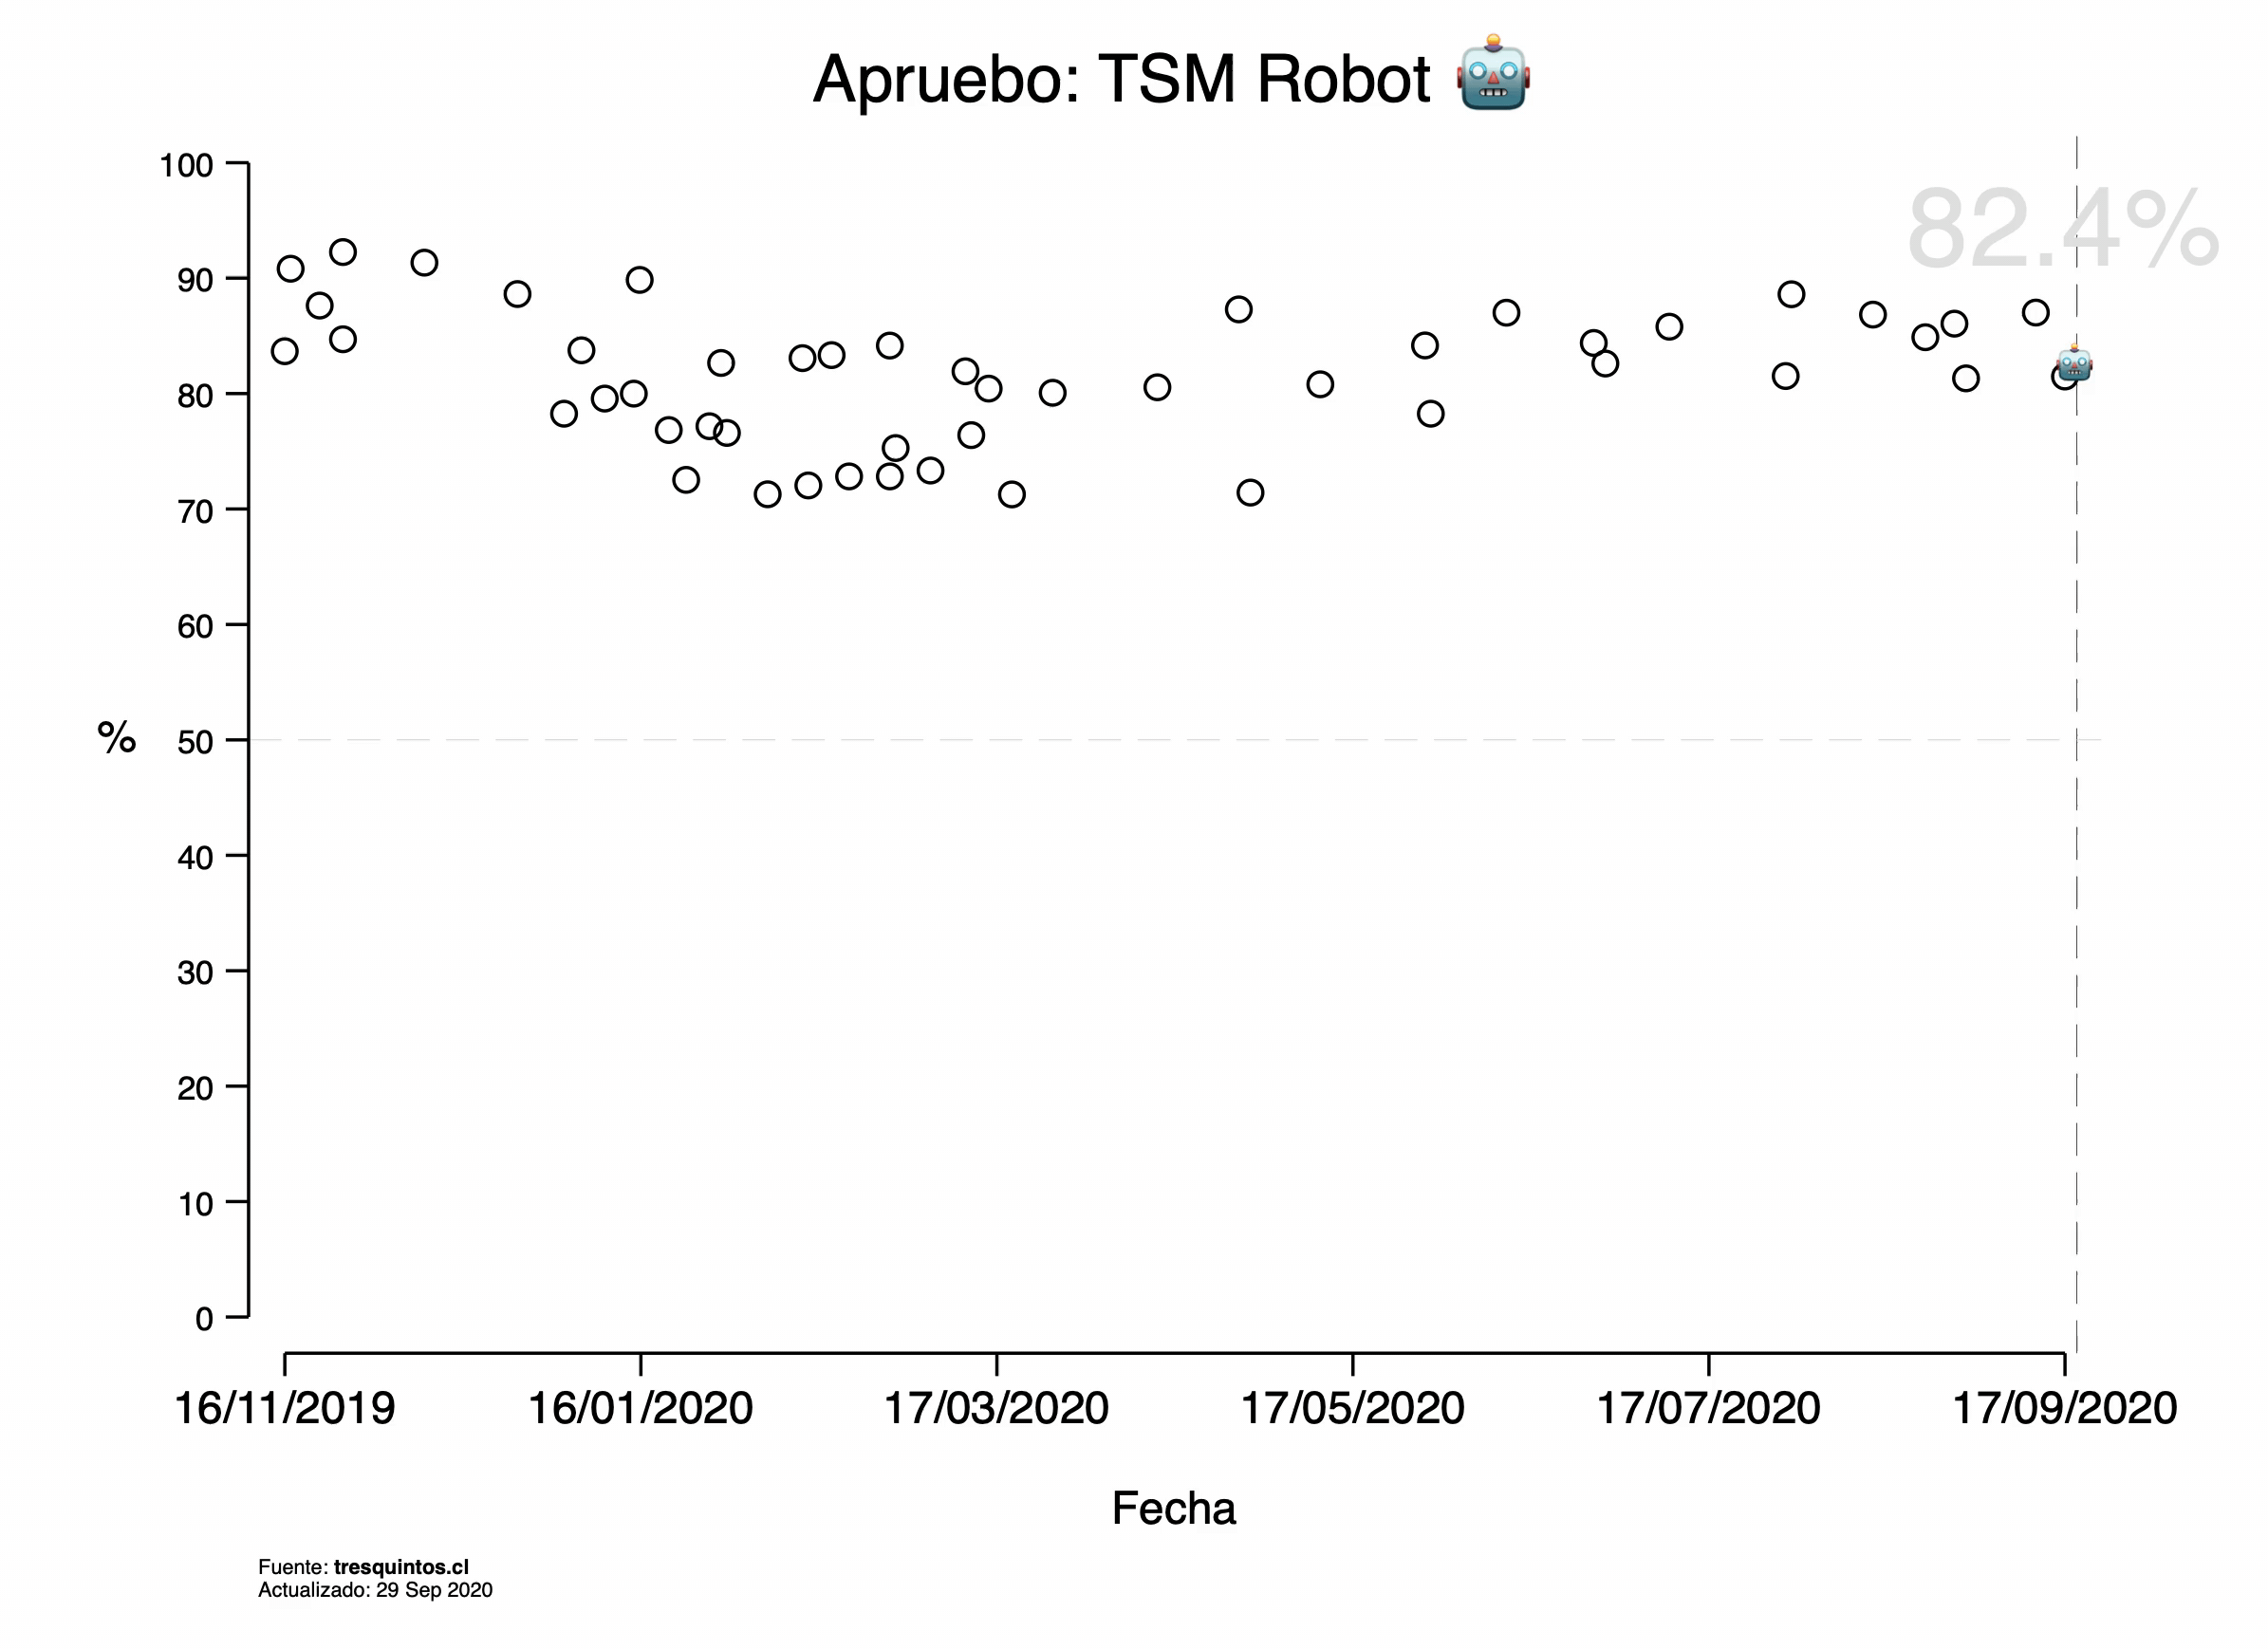 Apruebo: TSM Robot 🤖
82.4%
100
90
80
70
60
% 50
40
30
20
10
0
16/11/2019 16/01/2020 17/03/2020 17/05/2020 17/07/2020 17/09/2020
Fecha
Fuente: tresquintos.cl
Actualizado: 29 Sep 2020